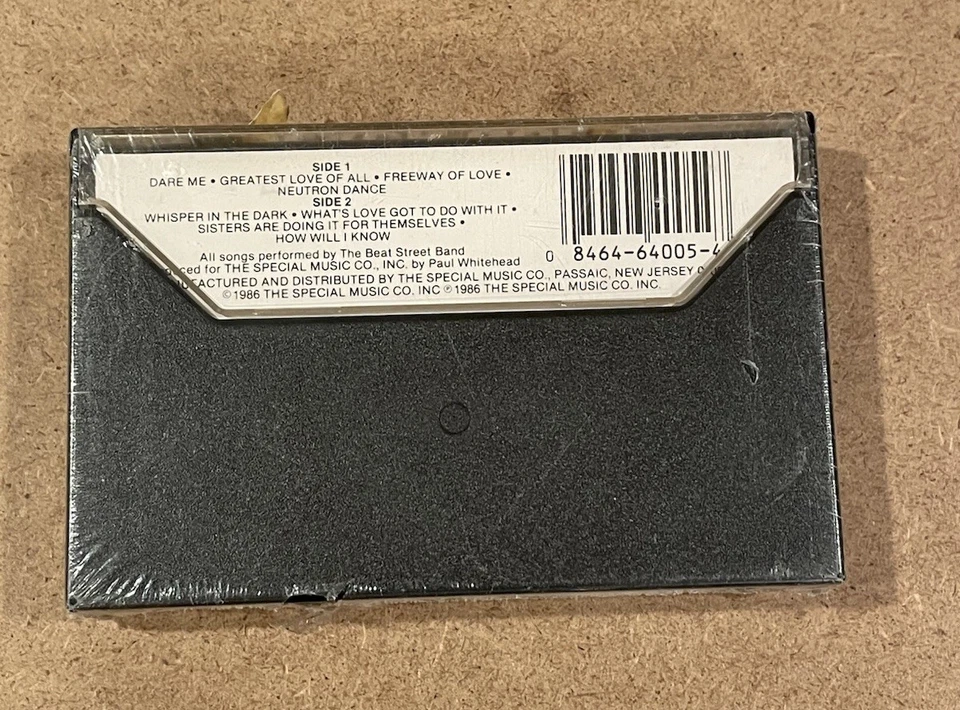 SIDE 1
DARE ME • GREATEST LOVE OF ALL • FREEWAY OF LOVE •
NEUTRON DANCE
SIDE 2
WHISPER IN THE DARK • WHAT'S LOVE GOT TO DO WITH IT •
SISTERS ARE DOING IT FOR THEMSELVES •
HOW WILL I KNOW
All songs performed by The Beat Street Band
for THE SPECIAL MUSIC CO., INC. by Paul Whitehead
AND DISTRIBUTED BY THE SPECIAL MUSIC CO., PASSAIC, NEW JERSEY
©1986 THE SPECIAL MUSIC CO. INC ℗1986 THE SPECIAL MUSIC CO. INC.
0 8464-64005-4